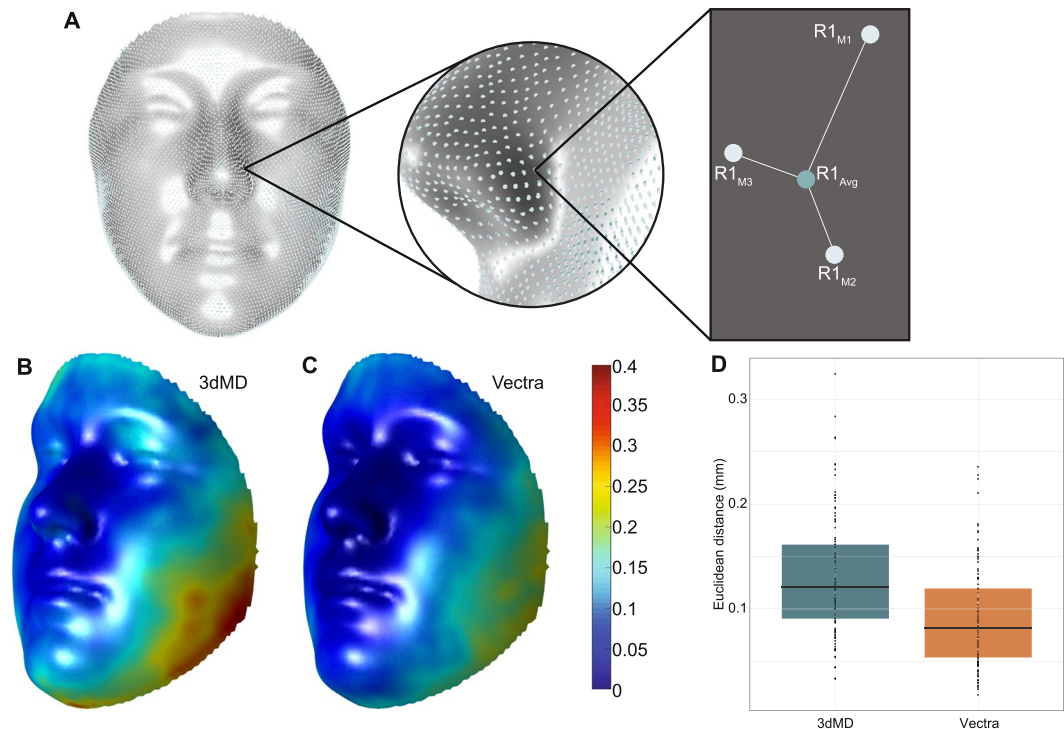 A
R1M1
R1M3
R1Avg
R1M2
B
3dMD
C
Vectra
0.4
0.35
0.3
0.25
0.2
0.15
0.1
0.05
0
D
Euclidean distance (mm)
0.3
0.2
0.1
3dMD
Vectra